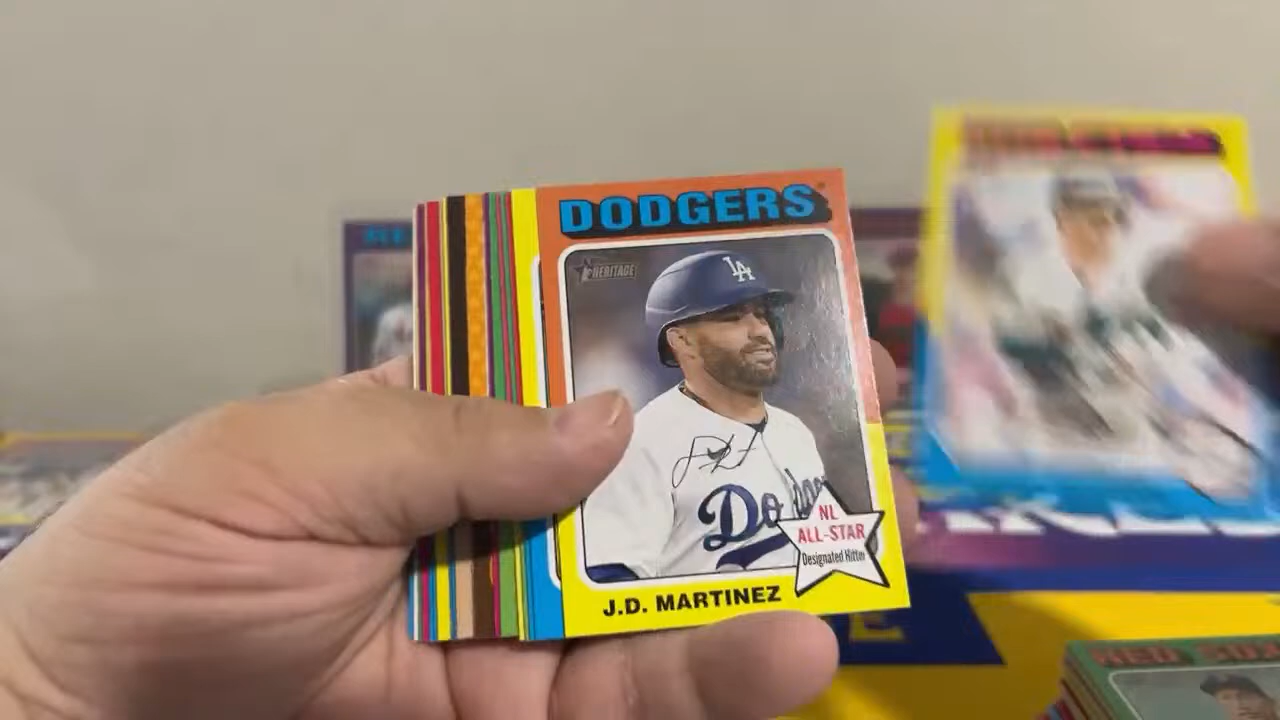 DODGERS
HERITAGE
NL
ALL-STAR
Designated Hitter
J.D. MARTINEZ
RED SOX